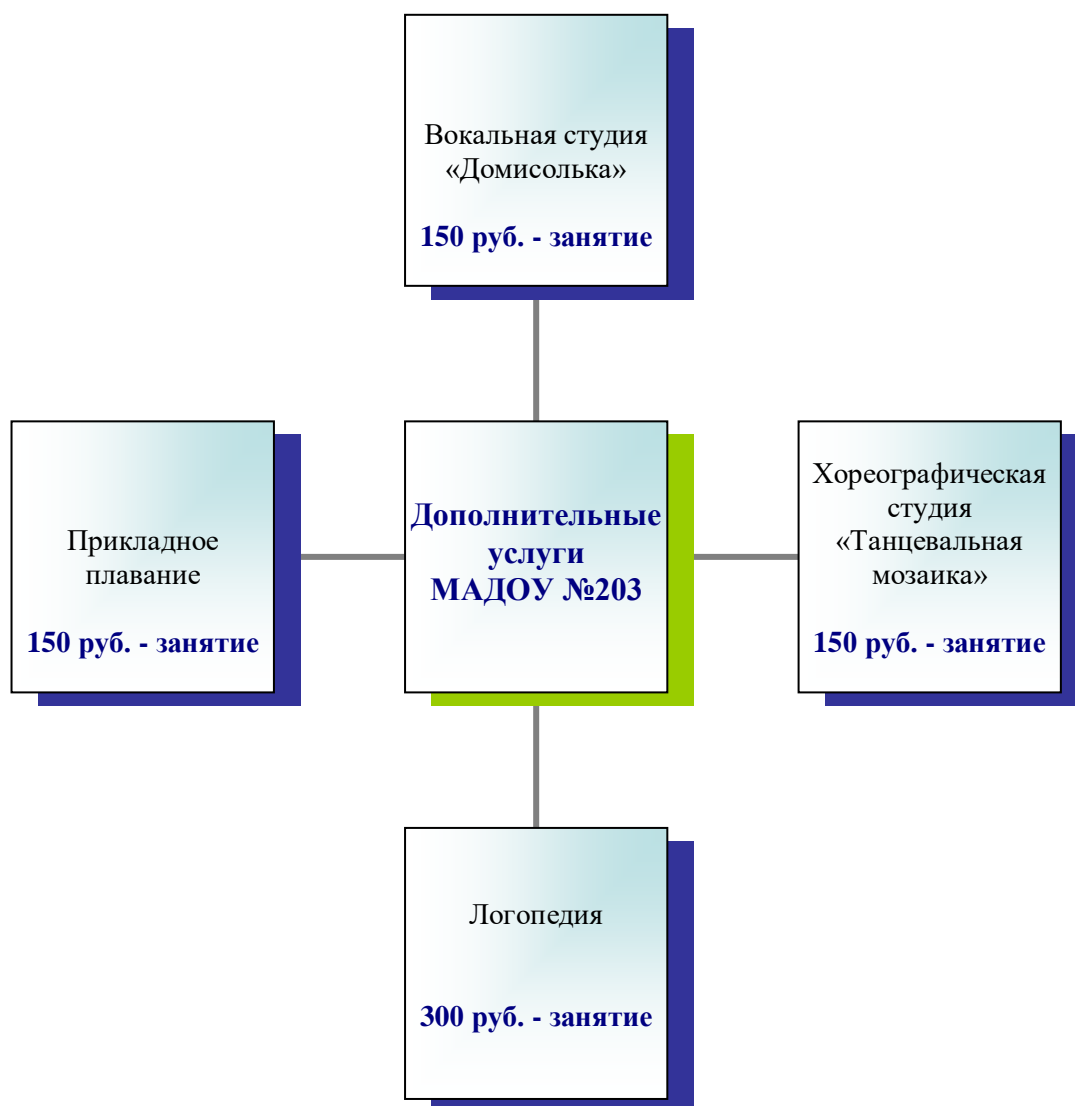 Вокальная студия
«Домисолька»
150 руб. - занятие
Прикладное
плавание
150 руб. - занятие
Дополнительные
услуги
МАДОУ №203
Хореографическая
студия
«Танцевальная
мозаика»
150 руб. - занятие
Логопедия
300 руб. - занятие